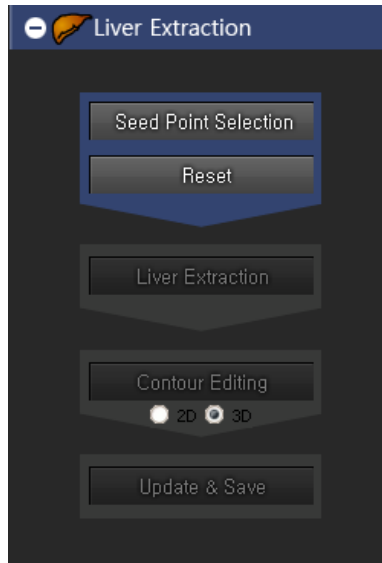 Liver Extraction
Seed Point Selection
Reset
Liver Extraction
Contour Editing
2D 3D
Update & Save